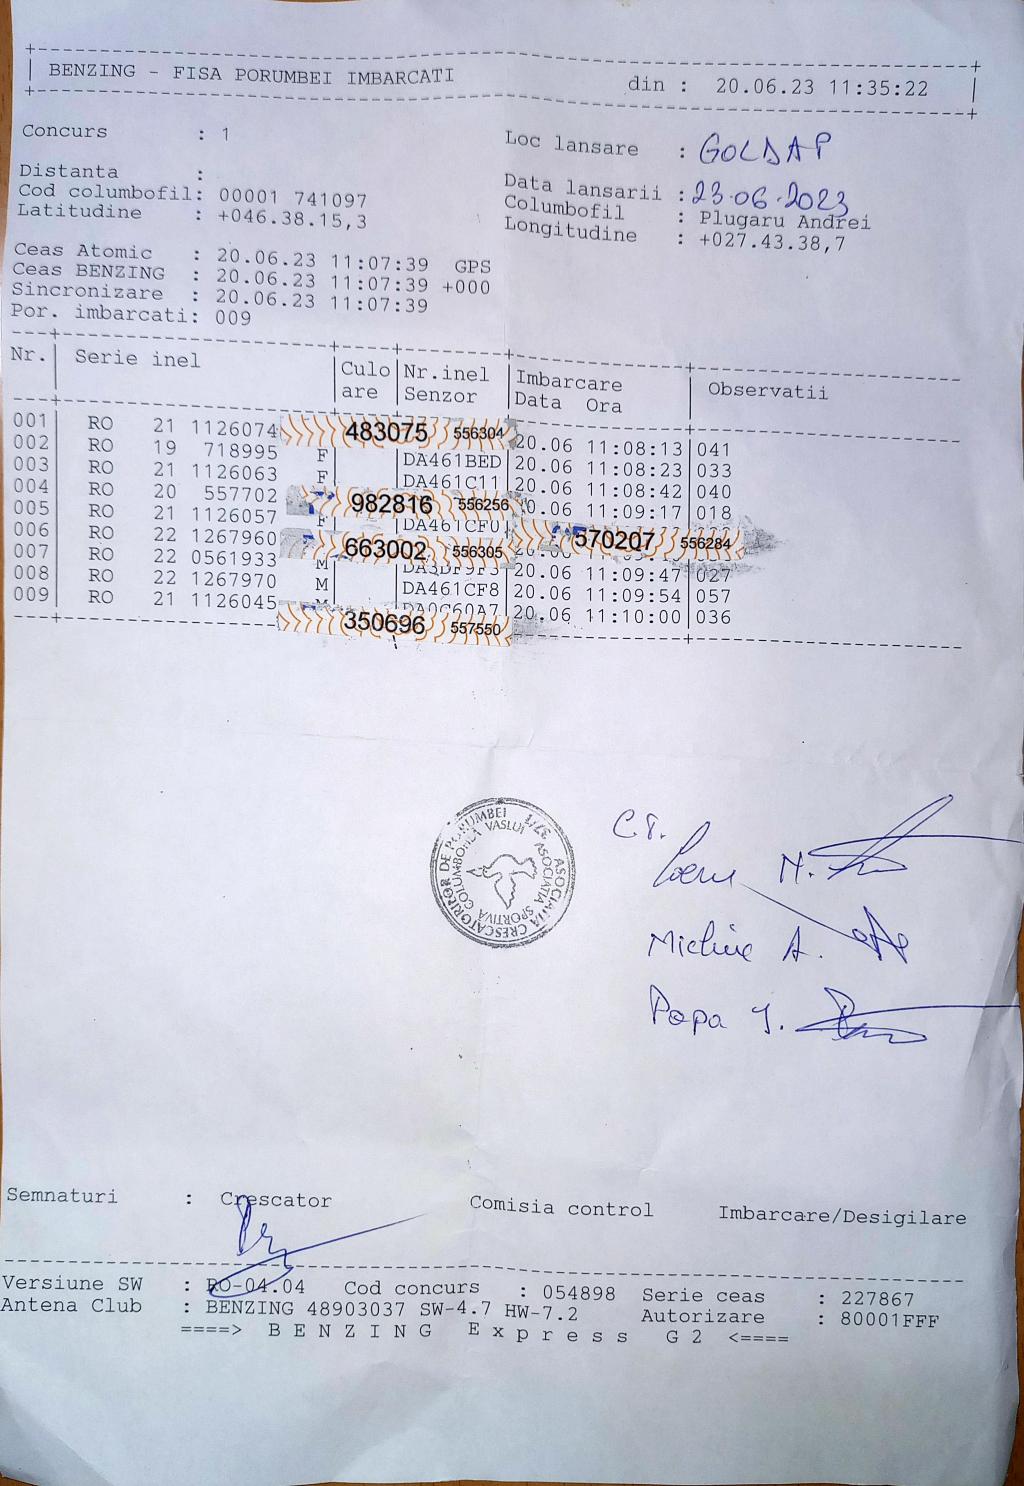 BENZING - FISA PORUMBEI IMBARCATI din : 20.06.23 11:35:22
Concurs : 1 Loc lansare : GOLDAP
Distanta : Data lansarii : 23.06.2023
Cod columbofil: 00001 741097 Columbofil : Plugaru Andrei
Latitudine : +046.38.15,3 Longitudine : +027.43.38,7
Ceas Atomic : 20.06.23 11:07:39 GPS
Ceas BENZING : 20.06.23 11:07:39 +000
Sincronizare : 20.06.23 11:07:39
Por. imbarcati: 009
Nr. Serie inel Culo Nr.inel Imbarcare Observatii
are Senzor Data Ora
001 RO 21 1126074 483075 556304 20.06 11:08:13 041
002 RO 19 718995 F DA461BED 20.06 11:08:23 033
003 RO 21 1126063 F DA461C11 20.06 11:08:42 040
004 RO 20 557702 982816 556256 20.06 11:09:17 018
005 RO 21 1126057 F DA461CF0 570207 556284
006 RO 22 1267960 663002 556305
007 RO 22 0561933 M DA3DF9F3 20.06 11:09:47 027
008 RO 22 1267970 M DA461CF8 20.06 11:09:54 057
009 RO 21 1126045 M DA0C60A7 20.06 11:10:00 036
350696 557550
ASOCIATIA CRESCATORILOR DE PORUMBEI
ASOCIATIA SPORTIVA COLUMBOFILA VASLUI
C.T.
M.
A.
Popa
Semnaturi : Crescator Comisia control Imbarcare/Desigilare
Versiune SW : RO-04.04 Cod concurs : 054898 Serie ceas : 227867
Antena Club : BENZING 48903037 SW-4.7 HW-7.2 Autorizare : 80001FFF
====> B E N Z I N G E x p r e s s G 2 <====